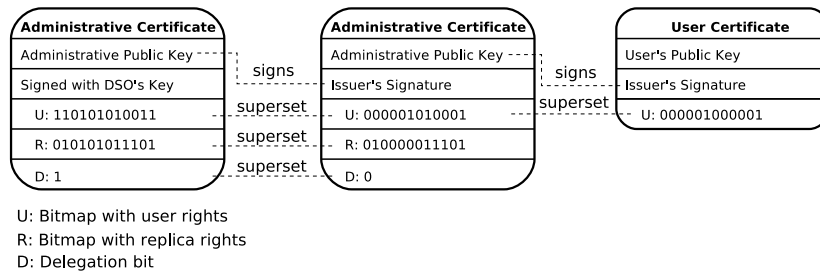 Administrative Certificate
Administrative Public Key
Signed with DSO's Key
U: 110101010011
R: 010101011101
D: 1
signs
superset
superset
superset
Administrative Certificate
Administrative Public Key
Issuer's Signature
U: 000001010001
R: 010000011101
D: 0
signs
superset
User Certificate
User's Public Key
Issuer's Signature
U: 000001000001
U: Bitmap with user rights
R: Bitmap with replica rights
D: Delegation bit